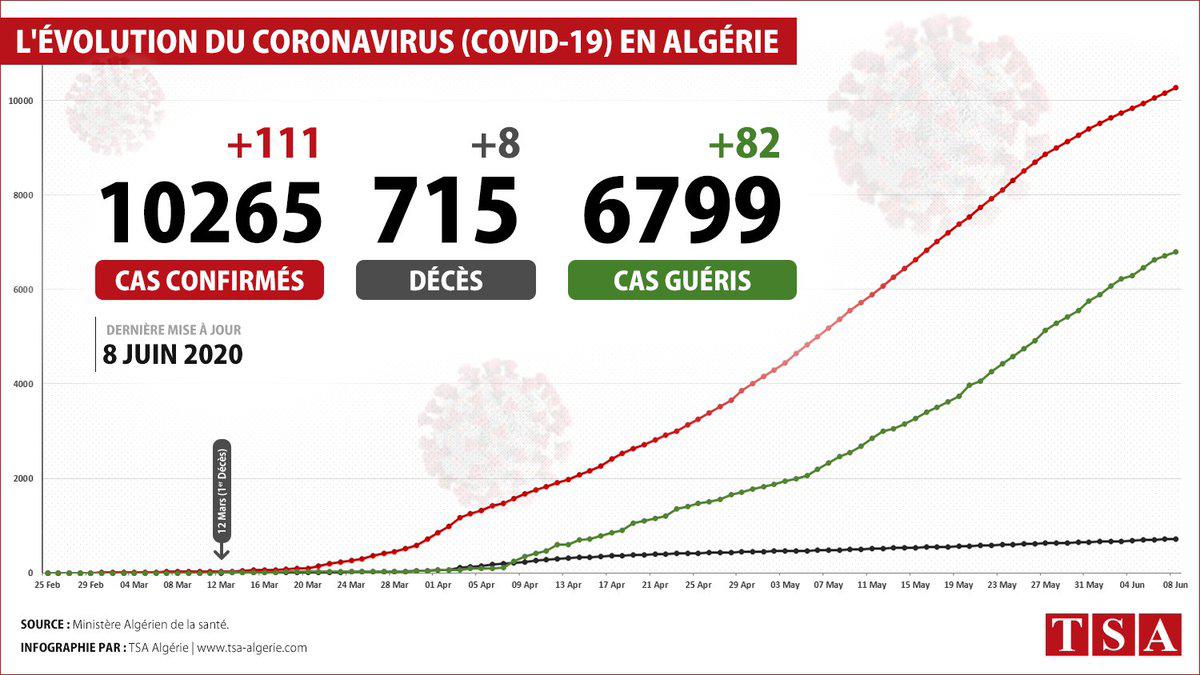 L'ÉVOLUTION DU CORONAVIRUS (COVID-19) EN ALGÉRIE
+111
10265
CAS CONFIRMÉS
+8
715
DÉCÈS
+82
6799
CAS GUÉRIS
DERNIÈRE MISE À JOUR
8 JUIN 2020
10000
8000
6000
4000
2000
0
12 Mars (1er Décès)
25 Feb 29 Feb 04 Mar 08 Mar 12 Mar 16 Mar 20 Mar 24 Mar 28 Mar 01 Apr 05 Apr 09 Apr 13 Apr 17 Apr 21 Apr 25 Apr 29 Apr 03 May 07 May 11 May 15 May 19 May 23 May 27 May 31 May 04 Jun 08 Jun
SOURCE : Ministère Algérien de la santé.
INFOGRAPHIE PAR : TSA Algérie | www.tsa-algerie.com
TSA